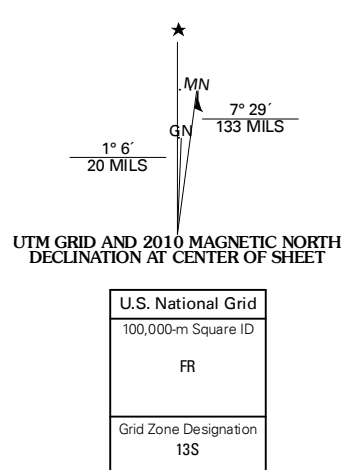 ★
MN
GN
7° 29´
133 MILS
1° 6´
20 MILS
UTM GRID AND 2010 MAGNETIC NORTH
DECLINATION AT CENTER OF SHEET
U.S. National Grid
100,000-m Square ID
FR
Grid Zone Designation
13S